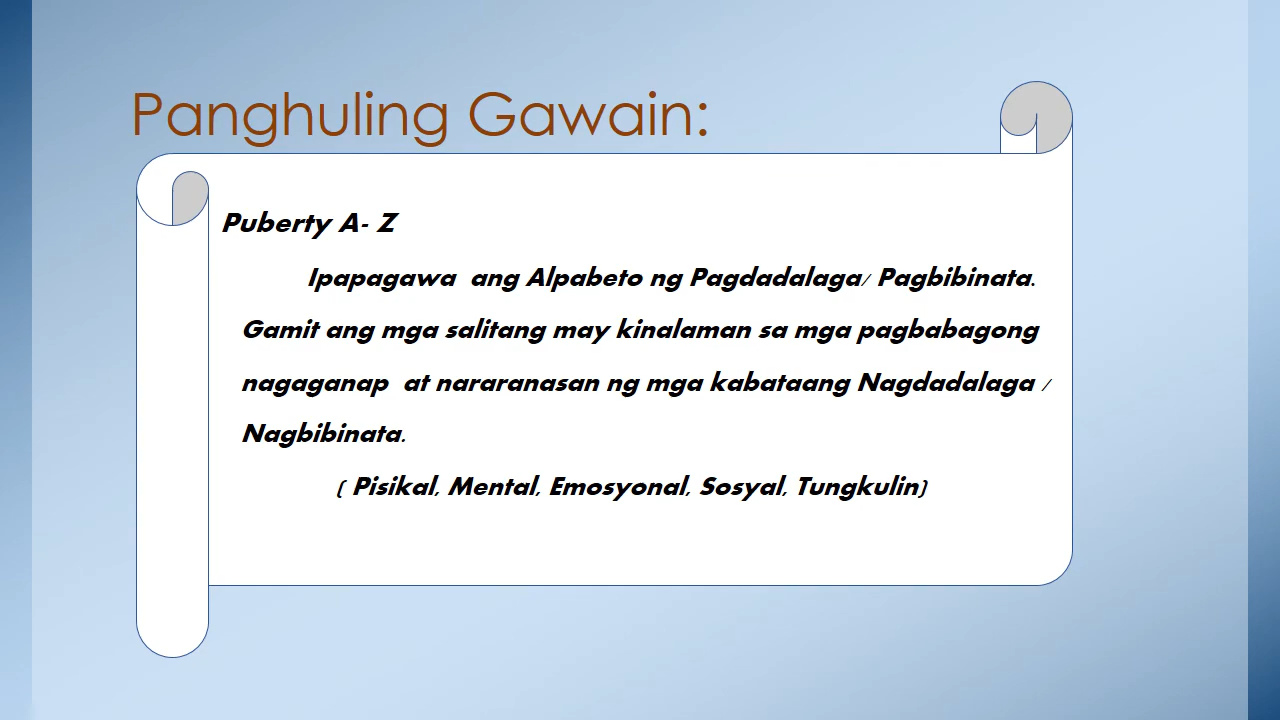 Panghuling Gawain:
Puberty A- Z
Ipapagawa ang Alpabeto ng Pagdadalaga/ Pagbibinata.
Gamit ang mga salitang may kinalaman sa mga pagbabagong
nagaganap at nararanasan ng mga kabataang Nagdadalaga /
Nagbibinata.
( Pisikal, Mental, Emosyonal, Sosyal, Tungkulin)